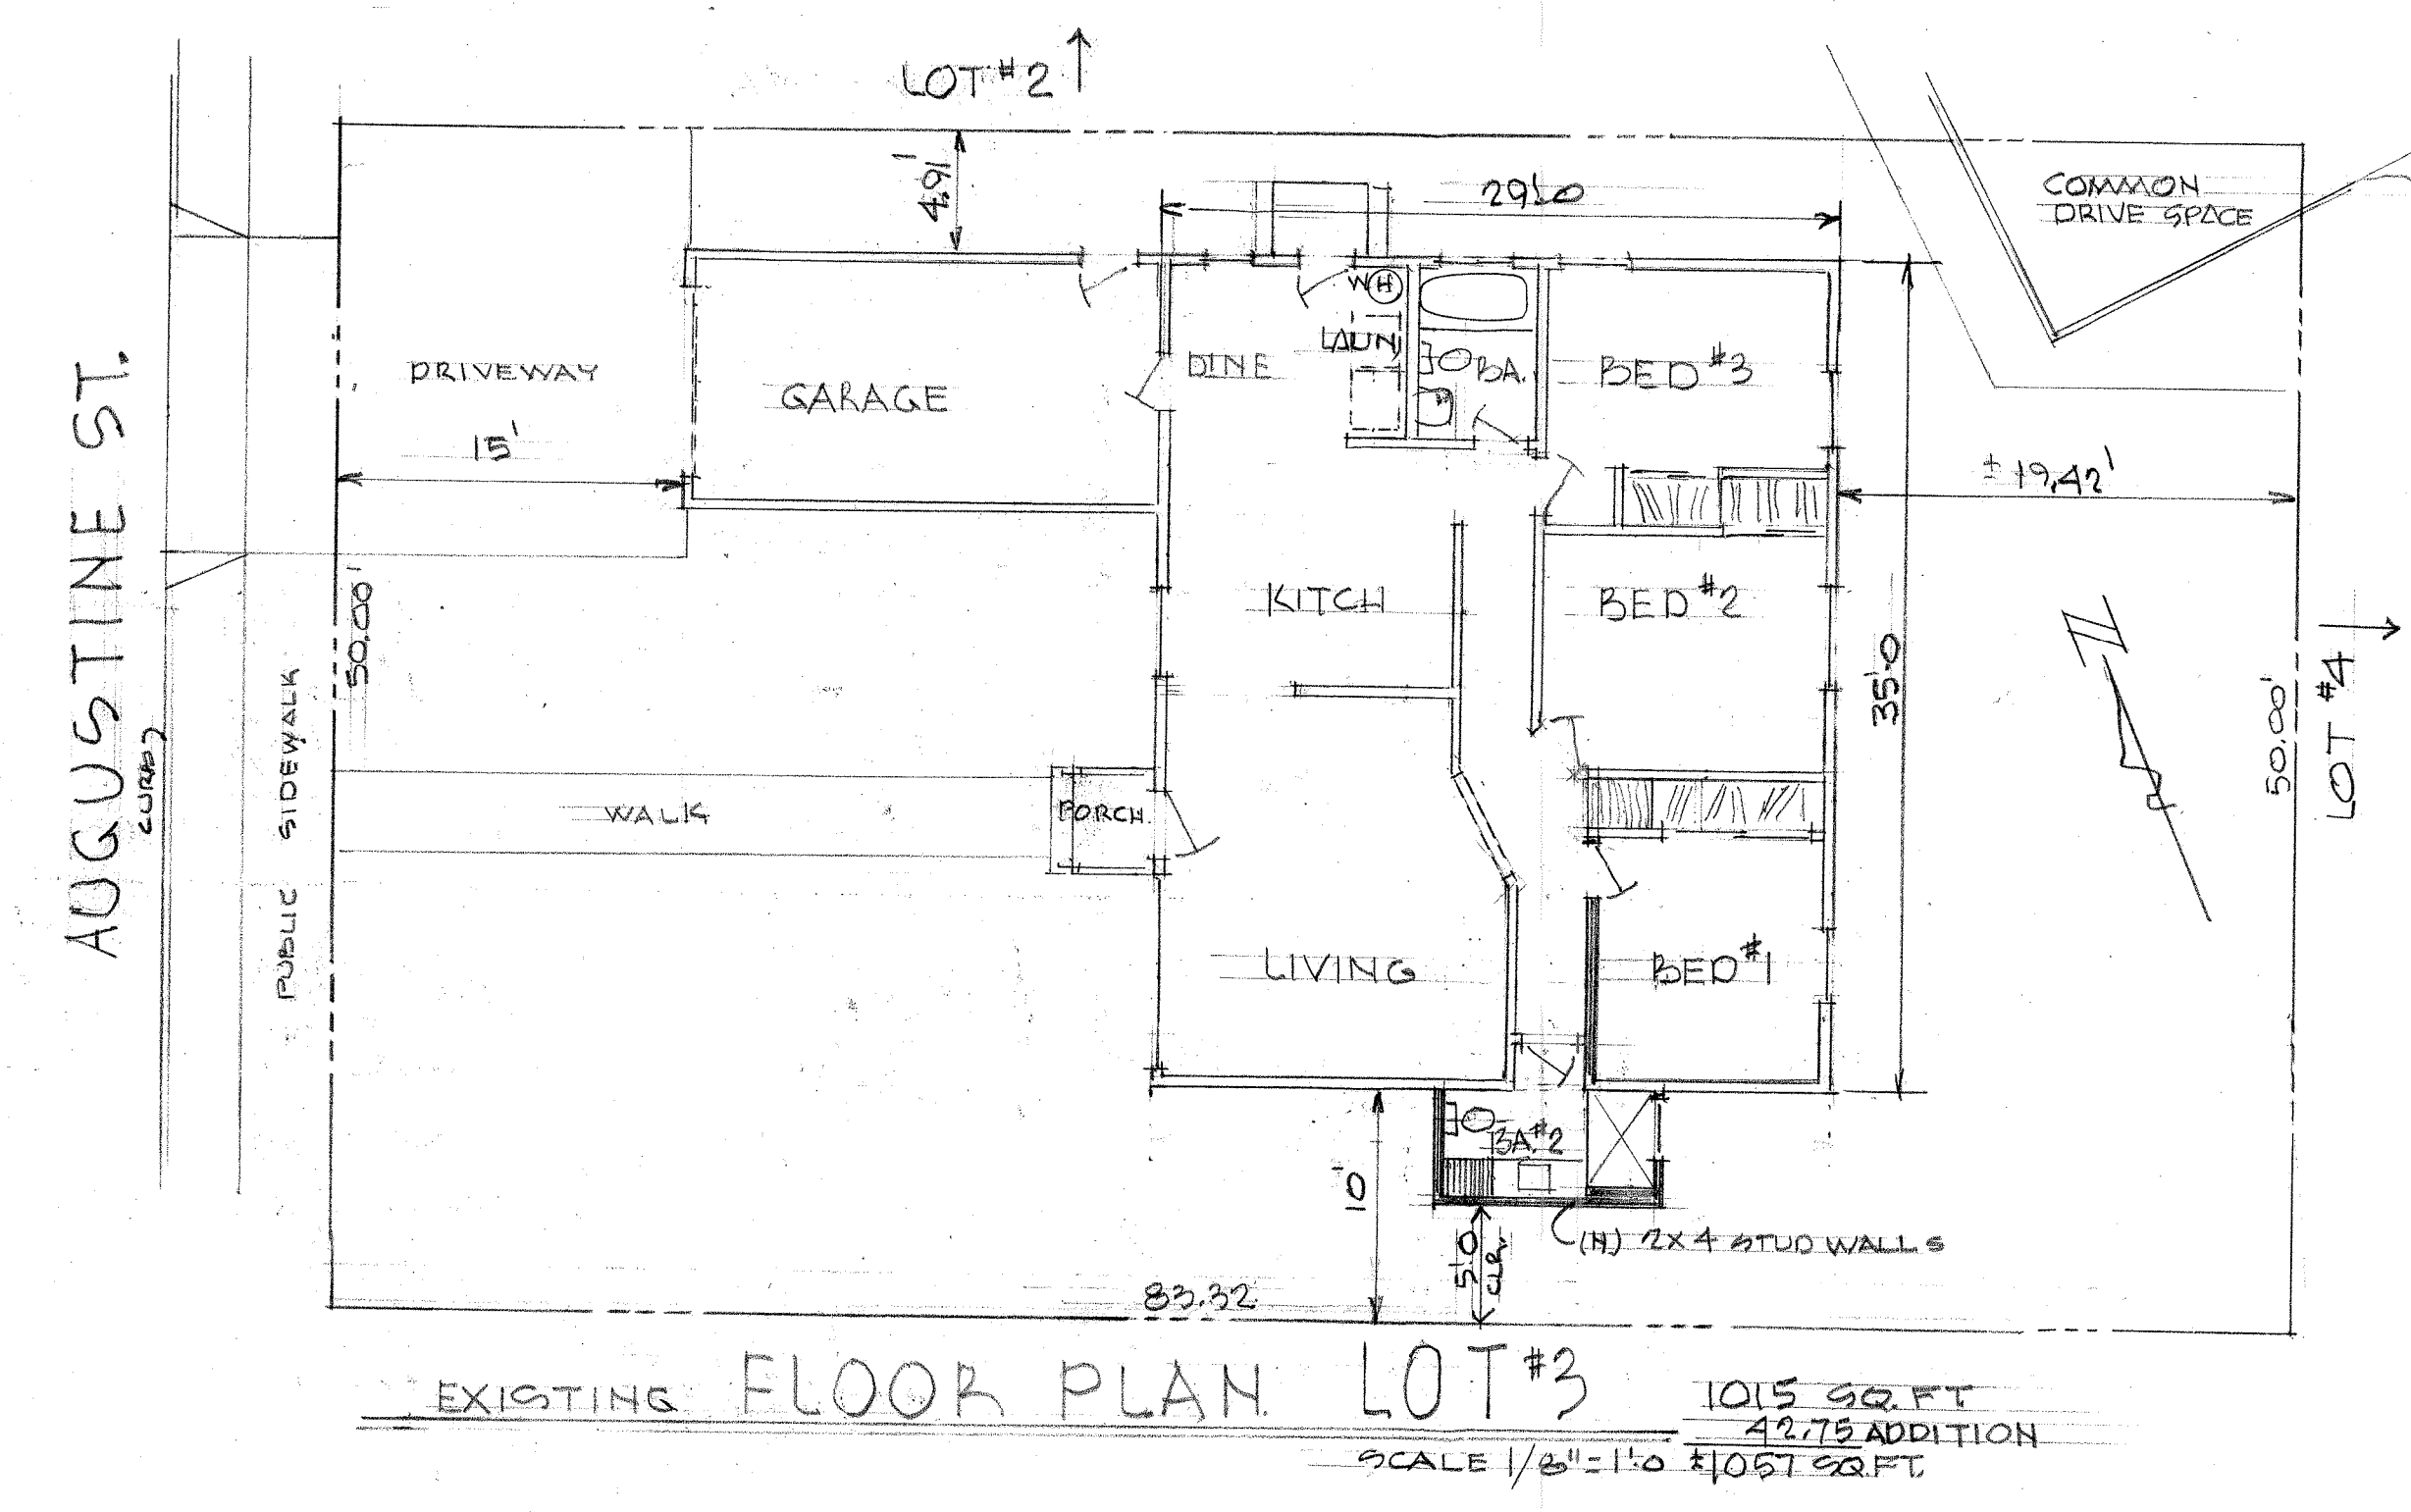 LOT #2
4.91'
29'.0
COMMON
DRIVE SPACE
AUGUSTINE ST.
CURB
PUBLIC SIDEWALK
50.00'
DRIVEWAY
15'
GARAGE
DINE
WH
LAUN
BA.
BED #3
± 19.42'
KITCH
BED #2
35'.0
50.00'
LOT #4
WALK
PORCH
LIVING
BED #1
BA #2
10'
5'.0
CLR.
(N) 2X4 STUD WALLS
83.32
EXISTING FLOOR PLAN LOT #3
SCALE 1/8" = 1'.0
1015 SQ.FT
42.75 ADDITION
±1057 SQ.FT.